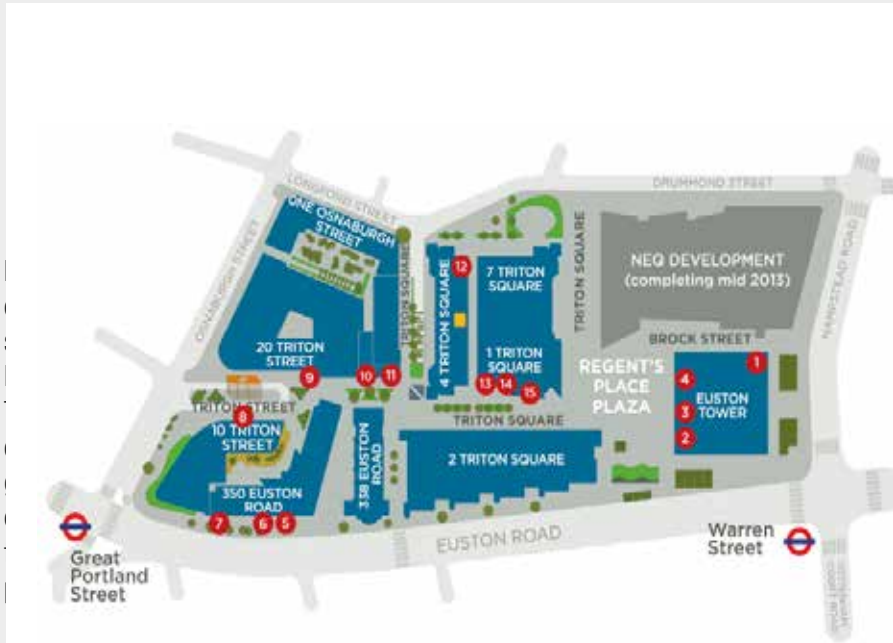 LONGFORD STREET
DRUMMOND STREET
ONE OSNABURGH
STREET
OSNABURGH STREET
TRITON SQUARE
12
4 TRITON SQUARE
7 TRITON
SQUARE
TRITON SQUARE
NEQ DEVELOPMENT
(completing mid 2013)
HAMPSTEAD ROAD
BROCK STREET
20 TRITON
STREET
9
10
11
1 TRITON
SQUARE
13
14
15
REGENT'S
PLACE
PLAZA
1
4
EUSTON
TOWER
3
2
TRITON STREET
8
10 TRITON
STREET
TRITON SQUARE
338 EUSTON
ROAD
2 TRITON SQUARE
350 EUSTON
ROAD
7
6
5
EUSTON ROAD
Great
Portland
Street
Warren
Street